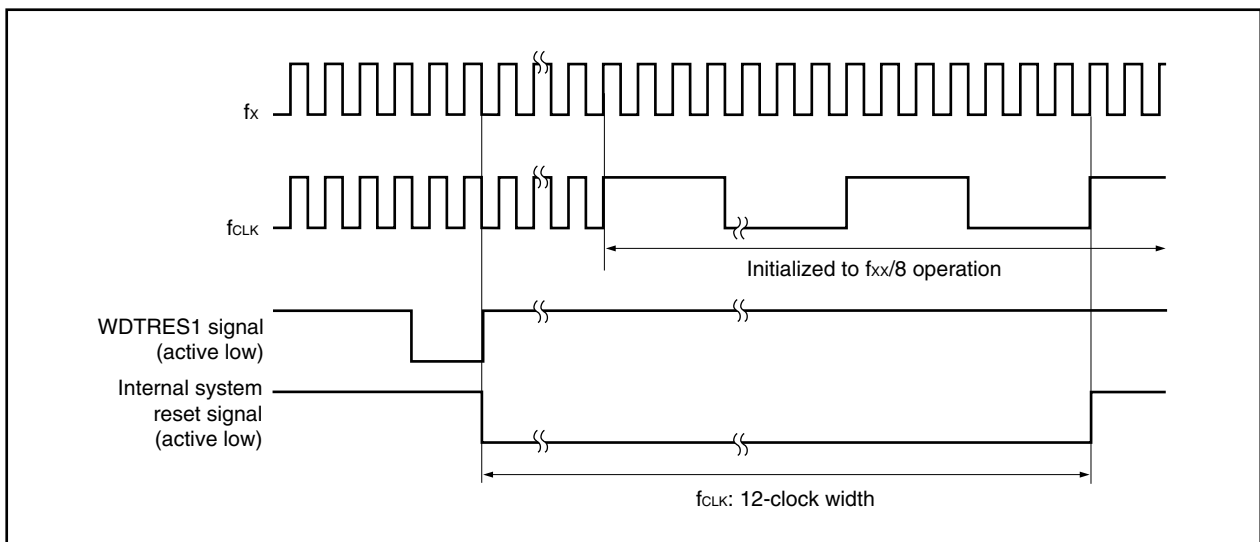 fX
fCLK
Initialized to fXX/8 operation
WDTRES1 signal
(active low)
Internal system
reset signal
(active low)
fCLK: 12-clock width